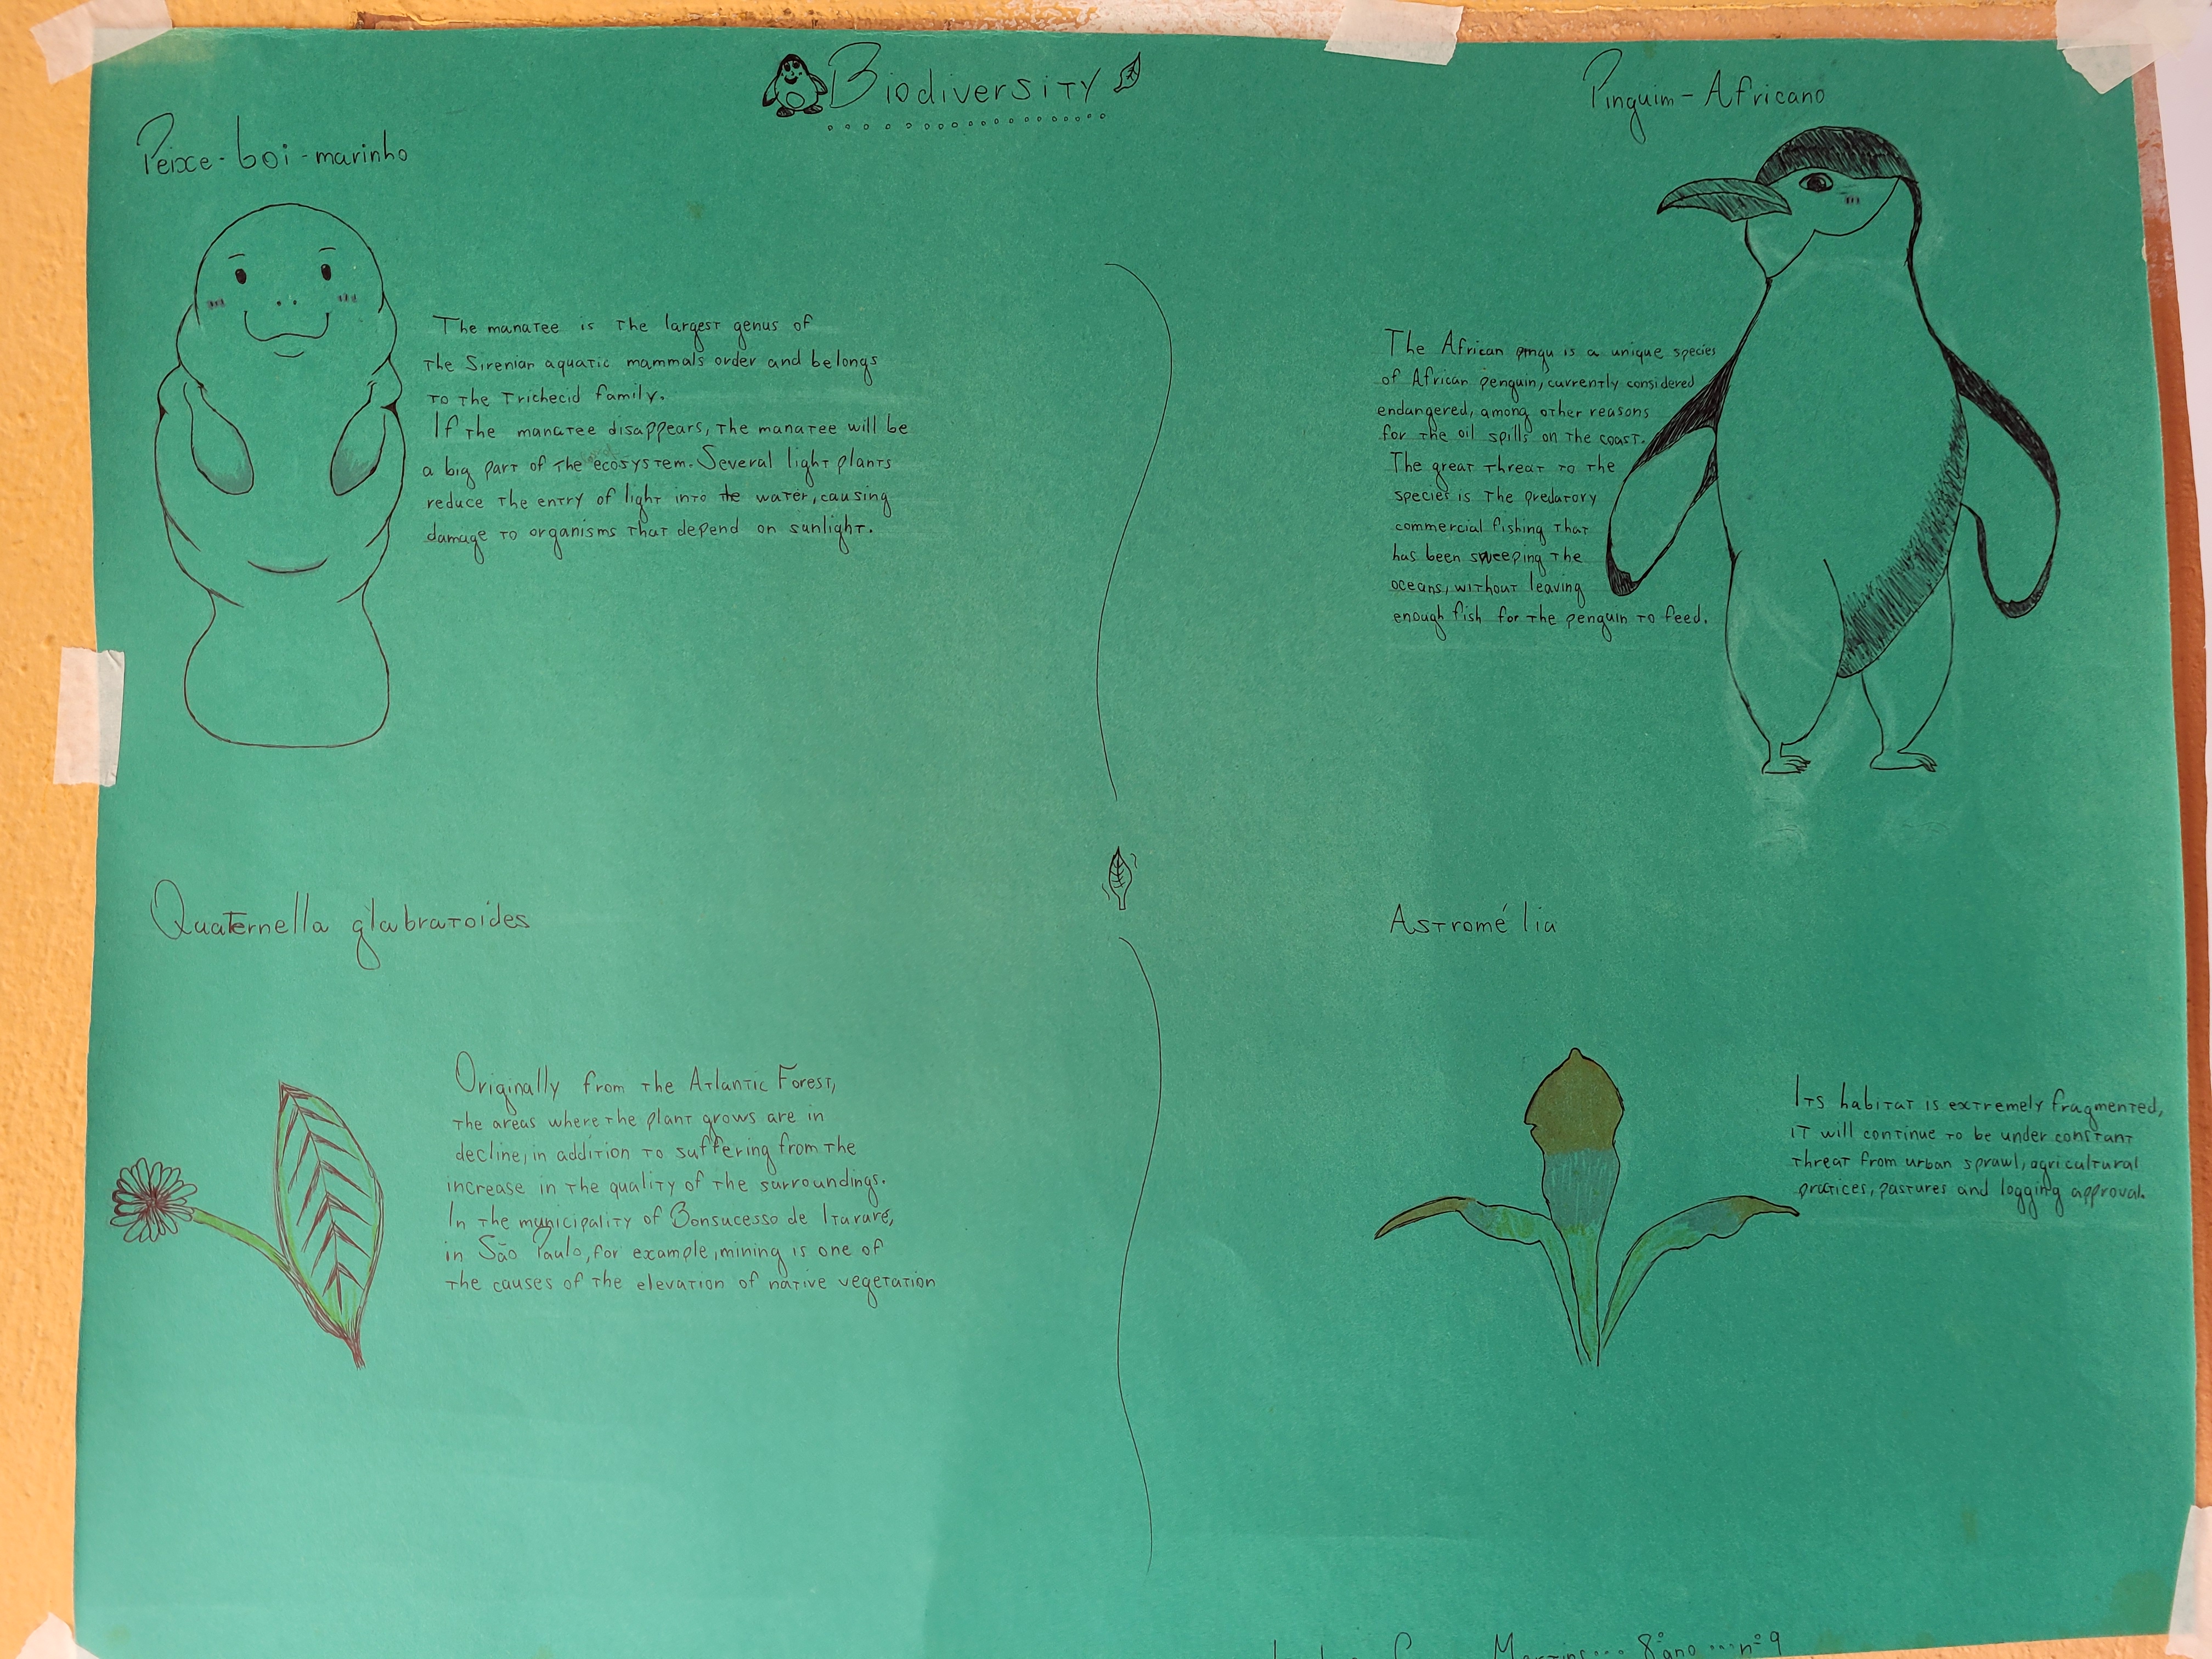 Biodiversity
Peixe-boi-marinho
The manatee is the largest genus of
the Sirenian aquatic mammals order and belongs
to the Trichecid family.
If the manatee disappears, the manatee will be
a big part of the ecosystem. Several light plants
reduce the entry of light into the water, causing
damage to organisms that depend on sunlight.
Pinguim-Africano
The African pingu is a unique species
of African penguin, currently considered
endangered, among other reasons
for the oil spills on the coast.
The great threat to the
species is the predatory
commercial fishing that
has been sweeping the
oceans, without leaving
enough fish for the penguin to feed.
Quaternella glabratoides
Originally from the Atlantic Forest,
the areas where the plant grows are in
decline, in addition to suffering from the
increase in the quality of the surroundings.
In the municipality of Bonsucesso de Itararé,
in São Paulo, for example, mining is one of
the causes of the elevation of native vegetation
Astromélia
Its habitat is extremely fragmented,
it will continue to be under constant
threat from urban sprawl, agricultural
practices, pastures and logging approval.
8º ano ... nº 9